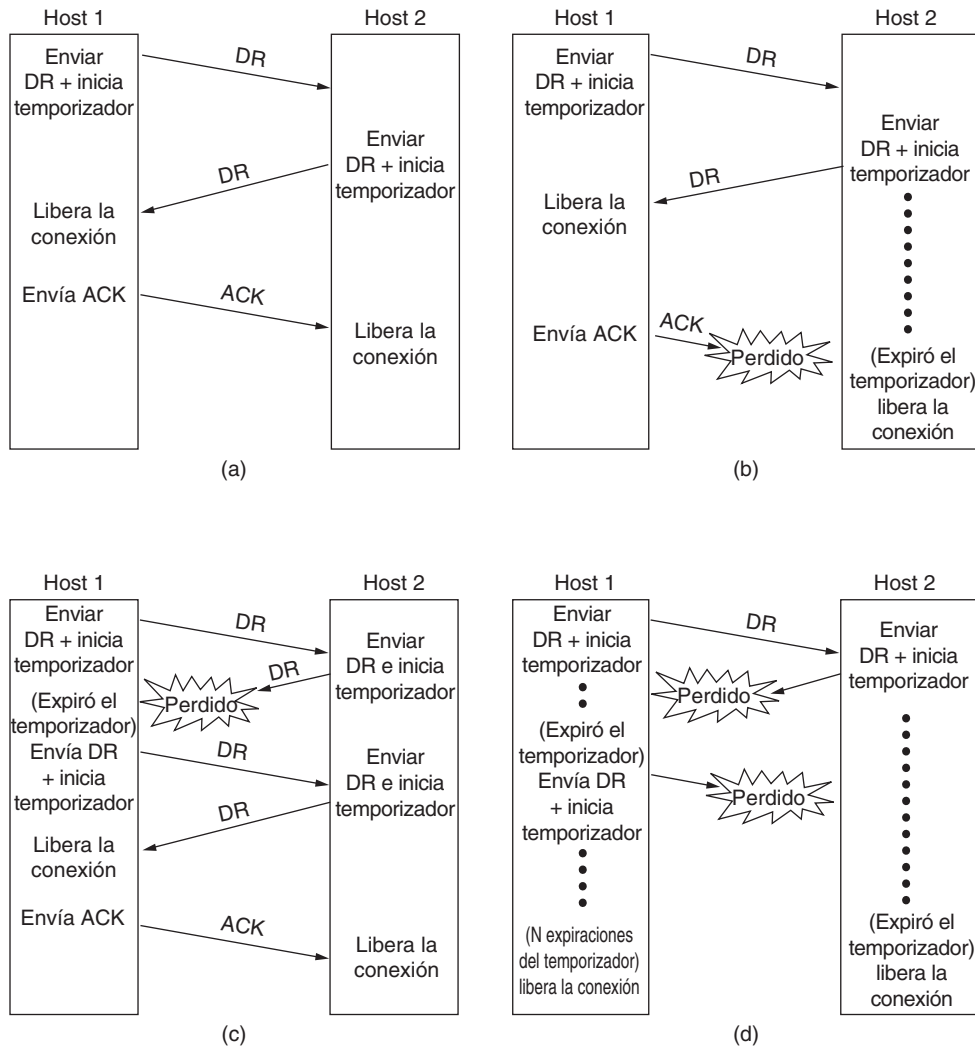 Host 1
Host 2
Enviar
DR + inicia
temporizador
DR
Enviar
DR + inicia
temporizador
DR
Libera la
conexión
Envía ACK
ACK
Libera la
conexión
(a)
Host 1
Host 2
Enviar
DR + inicia
temporizador
DR
Enviar
DR + inicia
temporizador
DR
Libera la
conexión
Envía ACK
ACK
Perdido
(Expiró el
temporizador)
libera la
conexión
(b)
Host 1
Host 2
Enviar
DR + inicia
temporizador
DR
Enviar
DR e inicia
temporizador
DR
Perdido
(Expiró el
temporizador)
Envía DR
+ inicia
temporizador
DR
Enviar
DR e inicia
temporizador
DR
Libera la
conexión
Envía ACK
ACK
Libera la
conexión
(c)
Host 1
Host 2
Enviar
DR + inicia
temporizador
DR
Enviar
DR + inicia
temporizador
Perdido
(Expiró el
temporizador)
Envía DR
+ inicia
temporizador
Perdido
(N expiraciones
del temporizador)
libera la conexión
(Expiró el
temporizador)
libera la
conexión
(d)